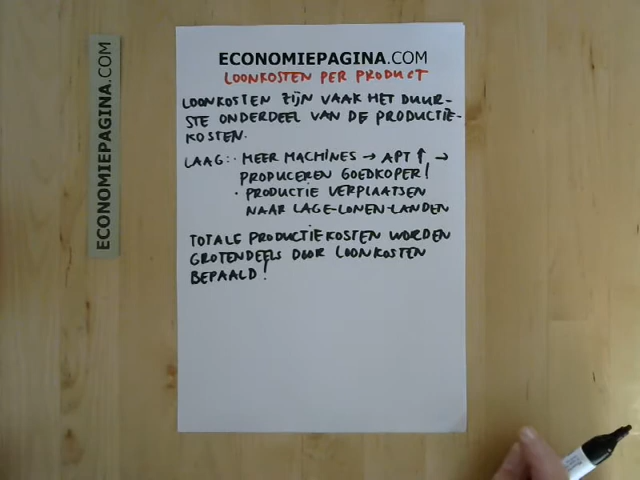 ECONOMIEPAGINA.COM
ECONOMIEPAGINA.COM
LOONKOSTEN PER PRODUCT
LOONKOSTEN ZIJN VAAK HET DUUR-
STE ONDERDEEL VAN DE PRODUCTIE-
KOSTEN.
LAAG: · MEER MACHINES → APT ↑ →
PRODUCEREN GOEDKOPER!
· PRODUCTIE VERPLAATSEN
NAAR LAGE-LONEN-LANDEN
TOTALE PRODUCTIEKOSTEN WORDEN
GROTENDEELS DOOR LOONKOSTEN
BEPAALD!